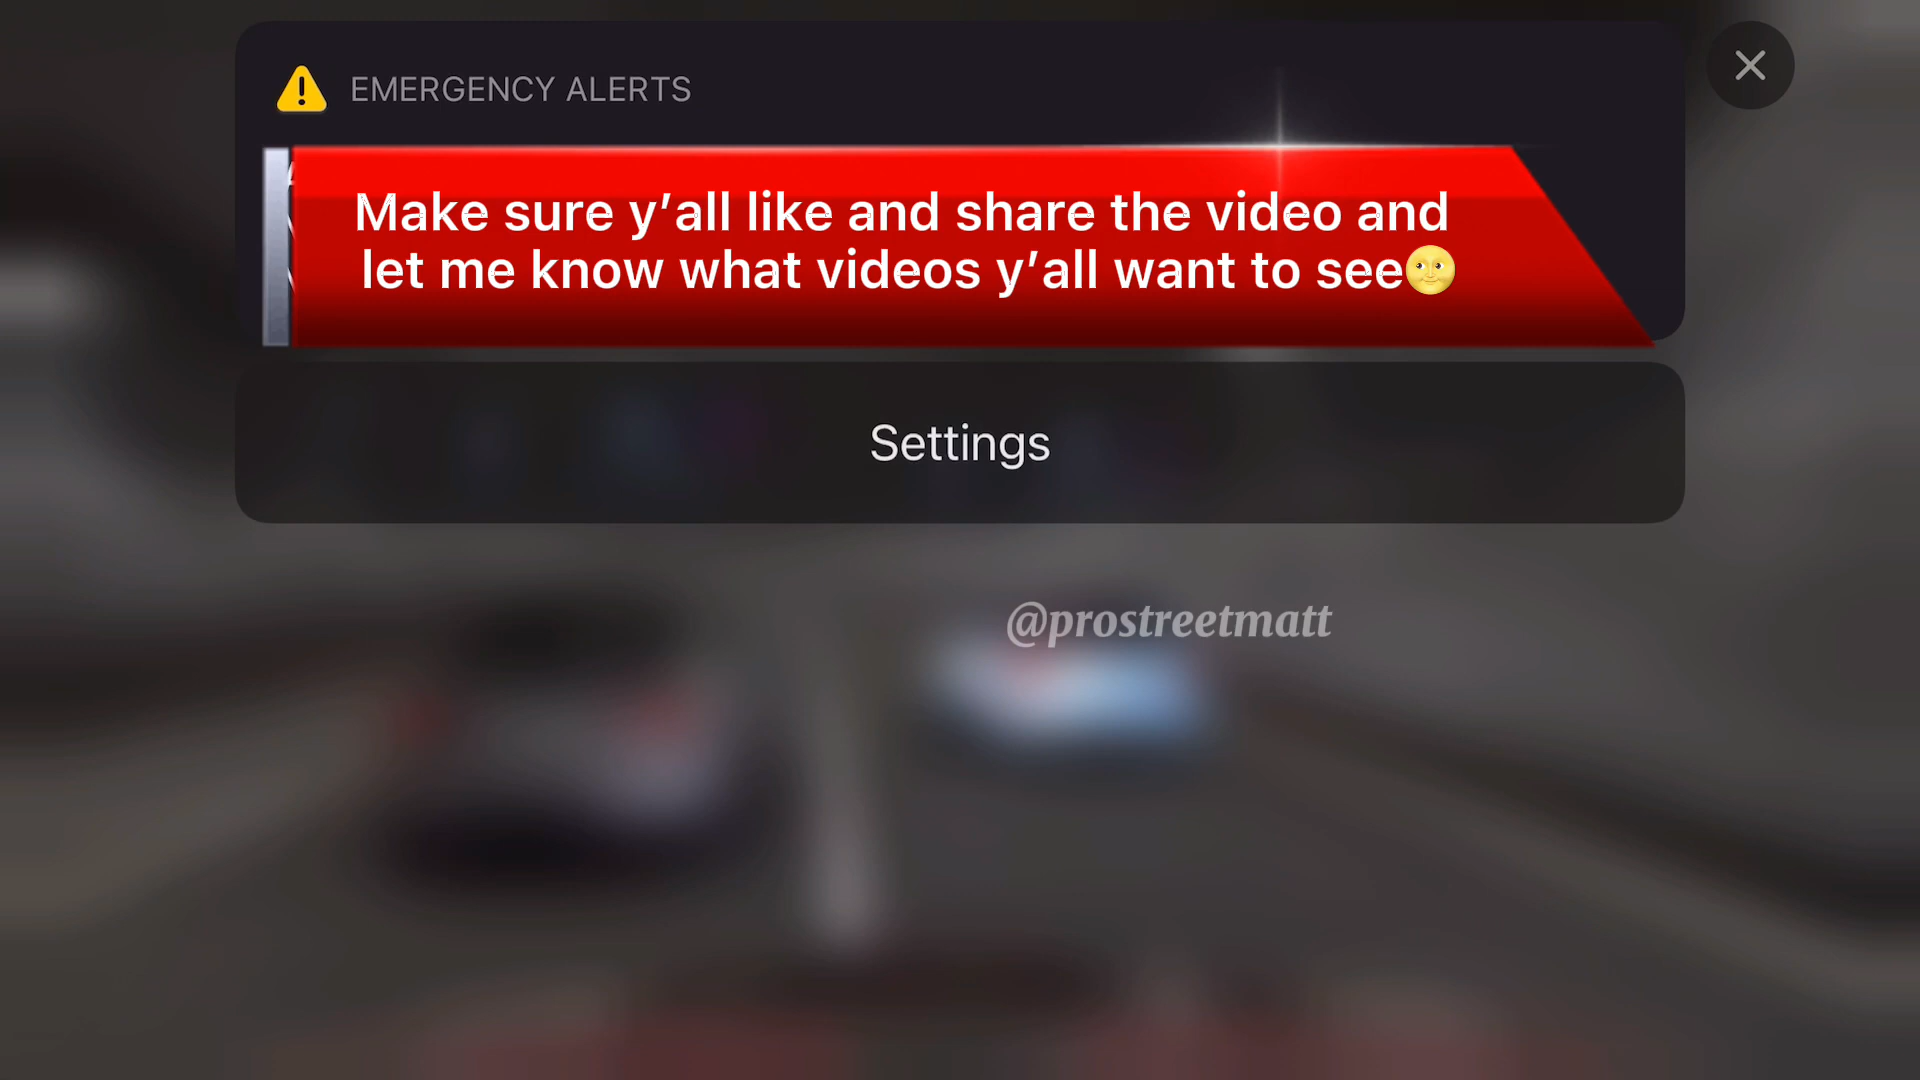 EMERGENCY ALERTS
Make sure y’all like and share the video and
let me know what videos y’all want to see🌝
Settings
@prostreetmatt